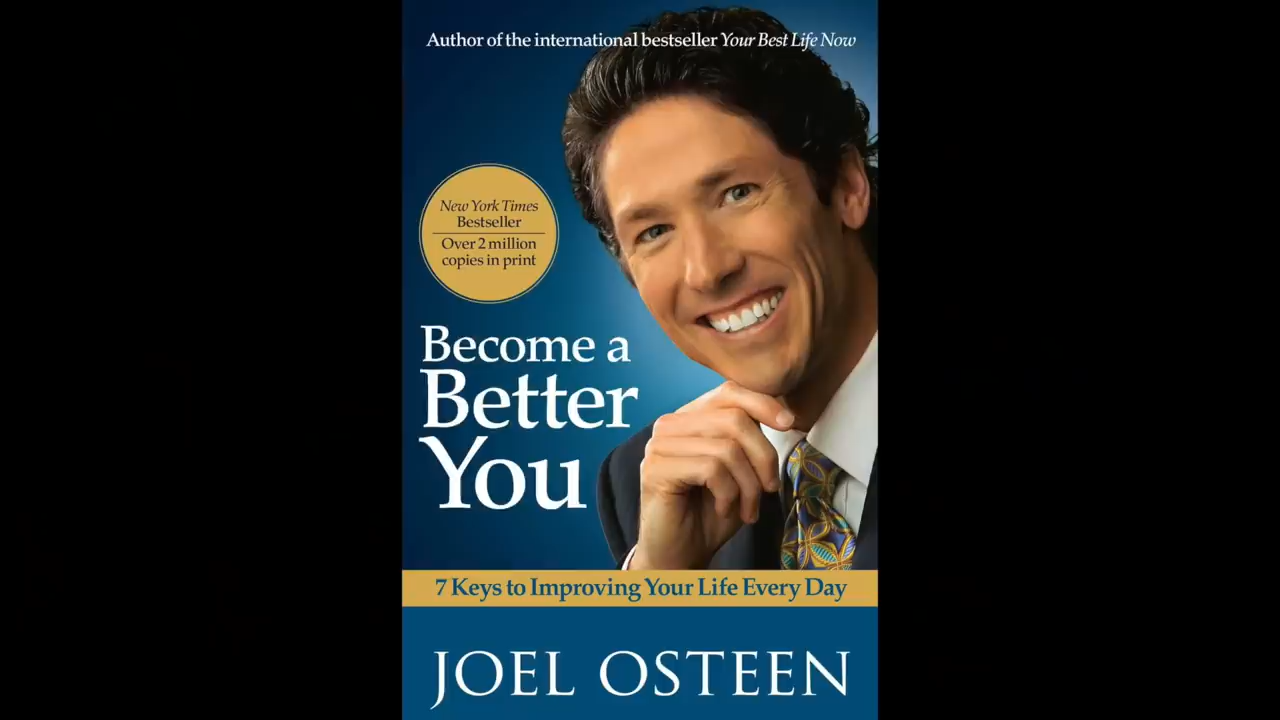 Author of the international bestseller Your Best Life Now
New York Times
Bestseller
Over 2 million
copies in print
Become a
Better
You
7 Keys to Improving Your Life Every Day
JOEL OSTEEN